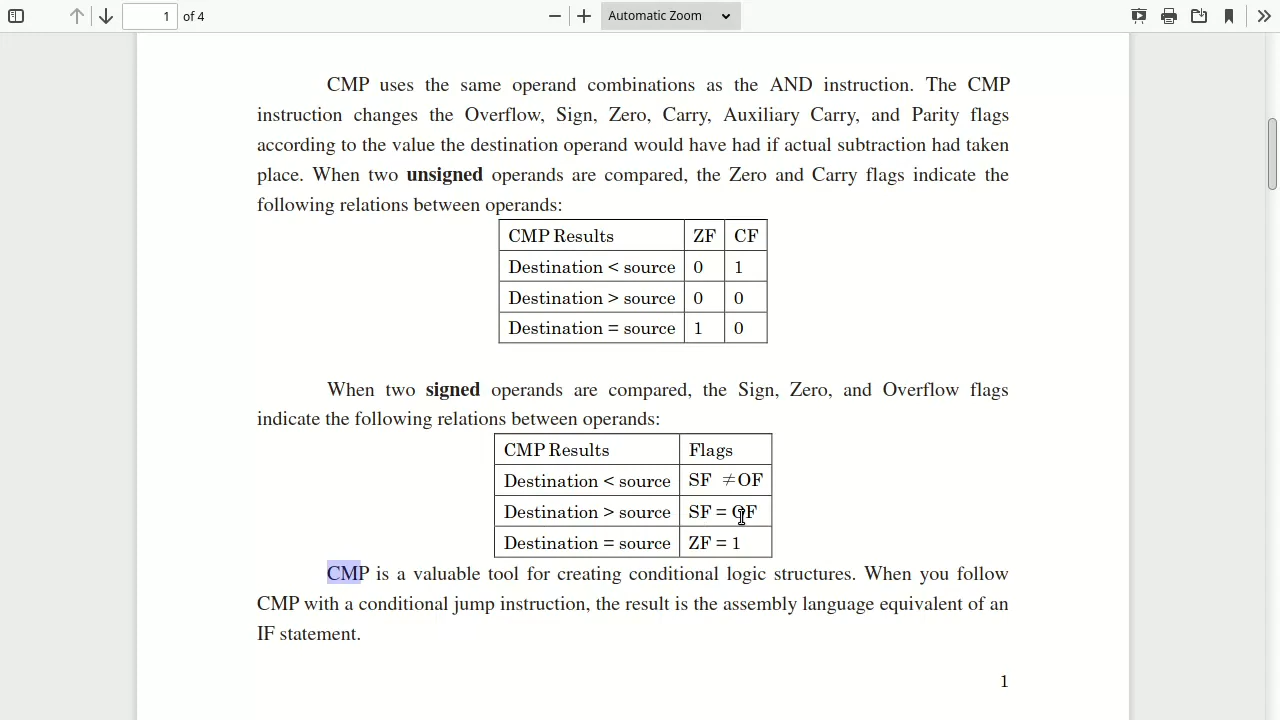 1 of 4
Automatic Zoom
CMP uses the same operand combinations as the AND instruction. The CMP
instruction changes the Overflow, Sign, Zero, Carry, Auxiliary Carry, and Parity flags
according to the value the destination operand would have had if actual subtraction had taken
place. When two unsigned operands are compared, the Zero and Carry flags indicate the
following relations between operands:
CMP Results ZF CF
Destination < source 0 1
Destination > source 0 0
Destination = source 1 0
When two signed operands are compared, the Sign, Zero, and Overflow flags
indicate the following relations between operands:
CMP Results Flags
Destination < source SF ≠OF
Destination > source SF = OF
Destination = source ZF = 1
CMP is a valuable tool for creating conditional logic structures. When you follow
CMP with a conditional jump instruction, the result is the assembly language equivalent of an
IF statement.
1